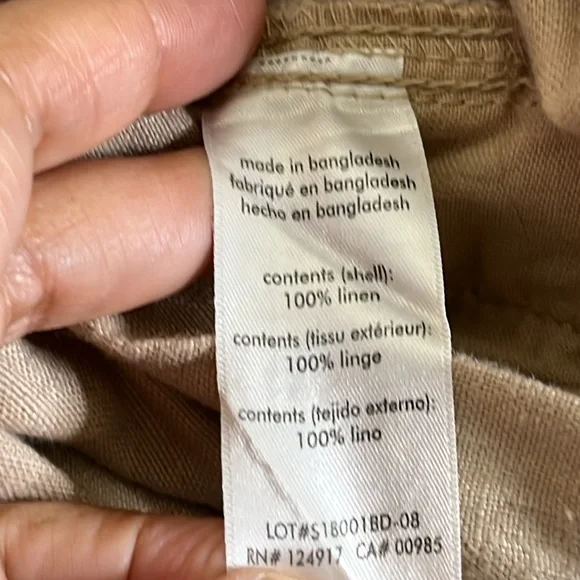 made in bangladesh
fabriqué en bangladesh
hecho en bangladesh
contents (shell):
100% linen
contents (tissu extérieur):
100% linge
contents (tejido externo):
100% lino
LOT#S18001BD-08
RN# 124917 CA# 00985